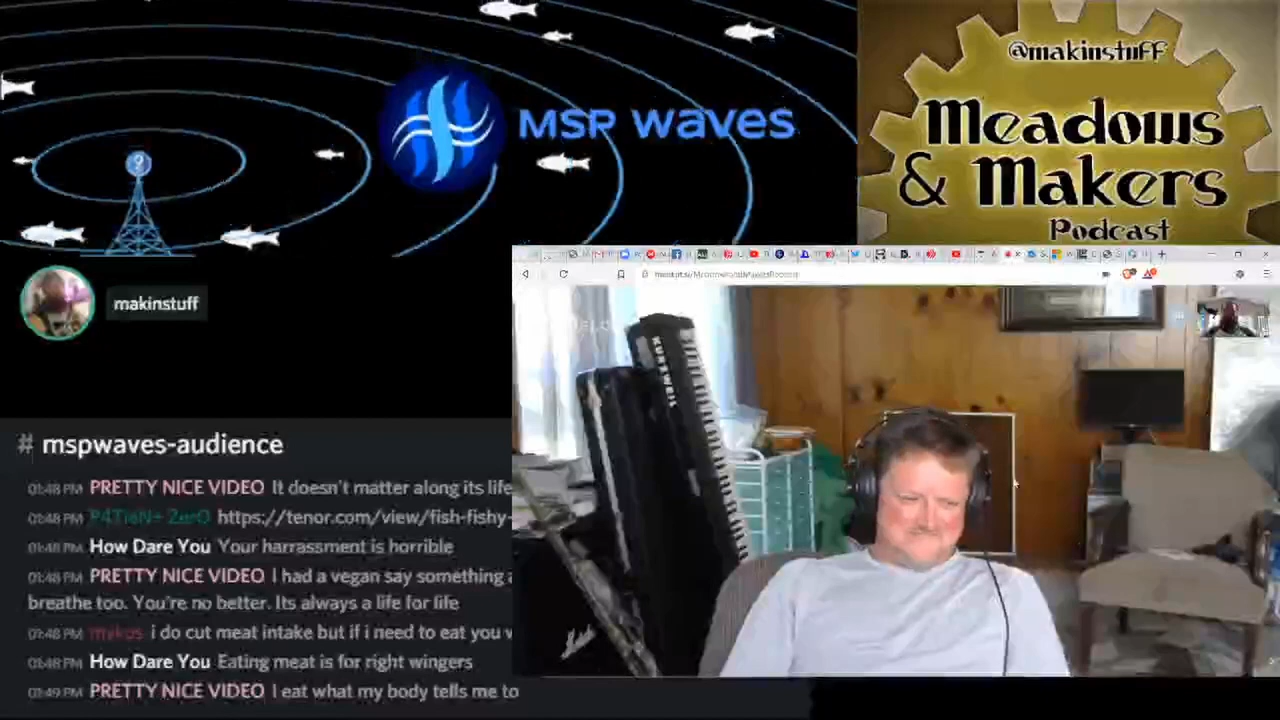 MSP waves
@makinstuff
Meadows
& Makers
Podcast
makinstuff
KURZWEIL
# mspwaves-audience
01:48 PM PRETTY NICE VIDEO It doesn't matter along its life
01:48 PM P4TieN+ ZerO https://tenor.com/view/fish-fishy-
01:48 PM How Dare You Your harrassment is horrible
01:48 PM PRETTY NICE VIDEO I had a vegan say something a
breathe too. You're no better. Its always a life for life
01:48 PM mykos i do cut meat intake but if i need to eat you w
01:48 PM How Dare You Eating meat is for right wingers
01:49 PM PRETTY NICE VIDEO I eat what my body tells me to